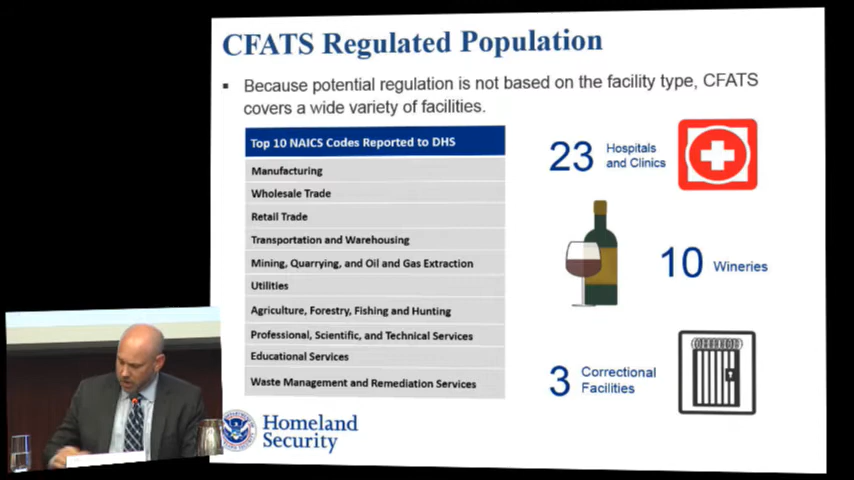 CFATS Regulated Population
Because potential regulation is not based on the facility type, CFATS
covers a wide variety of facilities.
Top 10 NAICS Codes Reported to DHS
Manufacturing
Wholesale Trade
Retail Trade
Transportation and Warehousing
Mining, Quarrying, and Oil and Gas Extraction
Utilities
Agriculture, Forestry, Fishing and Hunting
Professional, Scientific, and Technical Services
Educational Services
Waste Management and Remediation Services
23 Hospitals
and Clinics
10 Wineries
3 Correctional
Facilities
Homeland
Security